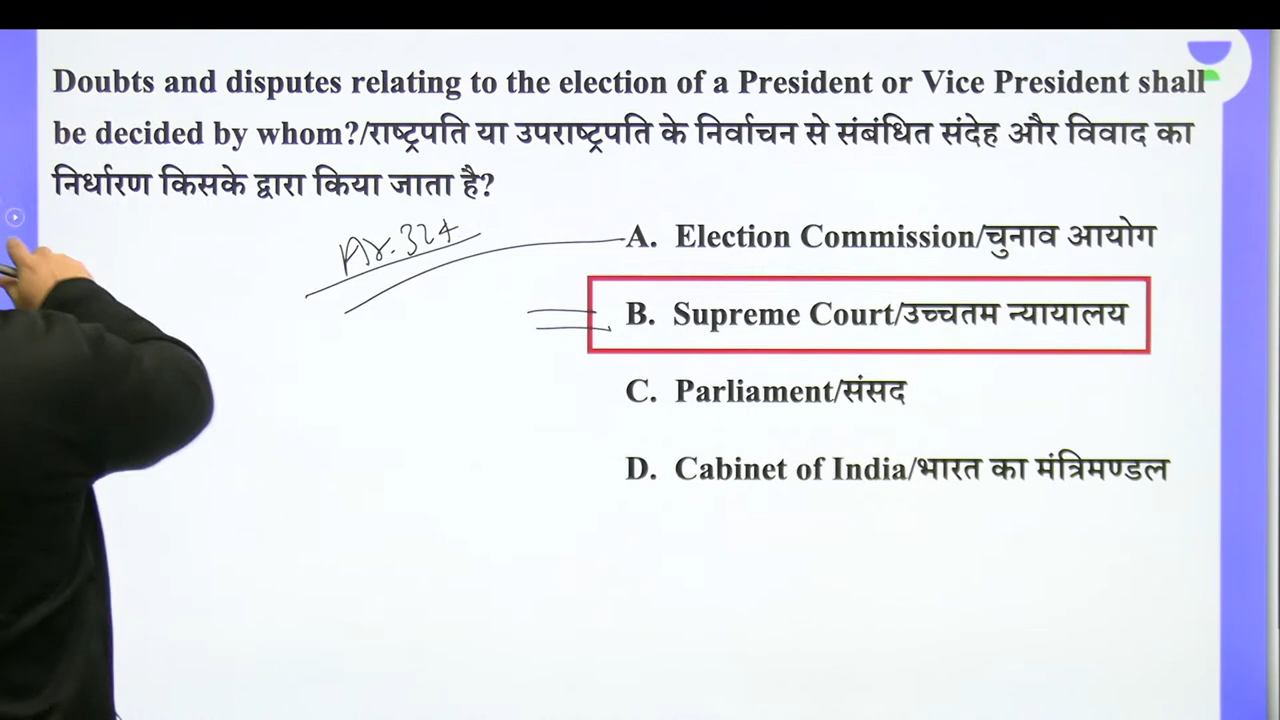 Doubts and disputes relating to the election of a President or Vice President shall
be decided by whom?/राष्ट्रपति या उपराष्ट्रपति के निर्वाचन से संबंधित संदेह और विवाद का
निर्धारण किसके द्वारा किया जाता है?
Ar. 324
A. Election Commission/चुनाव आयोग
B. Supreme Court/उच्चतम न्यायालय
C. Parliament/संसद
D. Cabinet of India/भारत का मंत्रिमण्डल